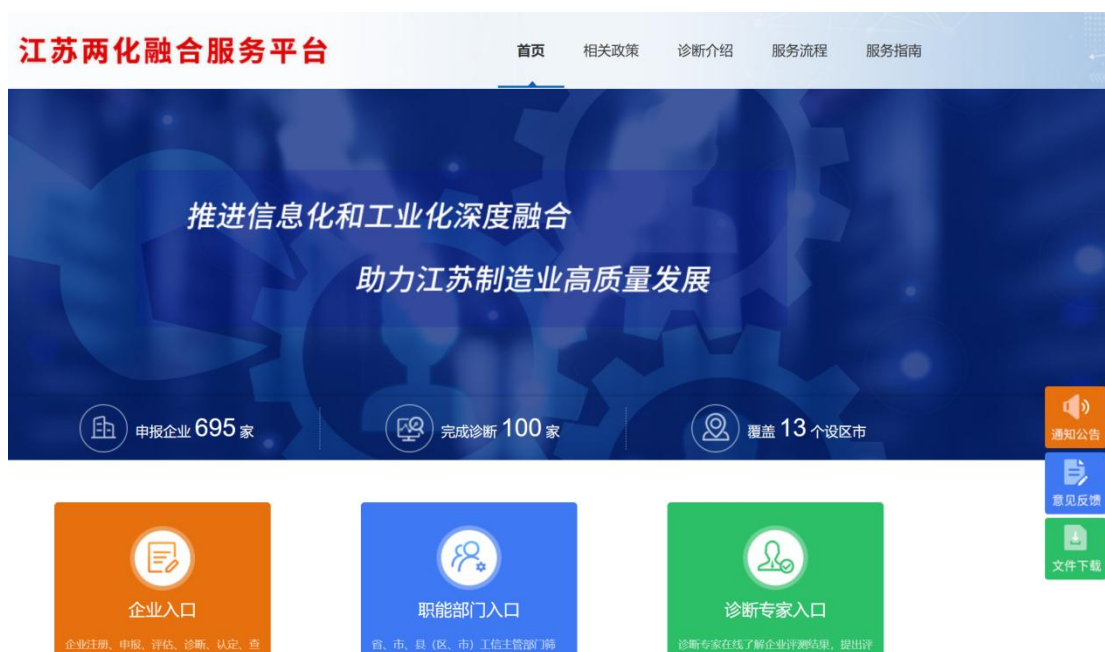 江苏两化融合服务平台
首页 相关政策 诊断介绍 服务流程 服务指南
推进信息化和工业化深度融合
助力江苏制造业高质量发展
申报企业 695 家 完成诊断 100 家 覆盖 13 个设区市
通知公告
意见反馈
文件下载
企业入口 职能部门入口 诊断专家入口
企业注册、申报、评估、诊断、认定、查 省、市、县（区、市）工信主管部门筛 诊断专家在线了解企业评测结果，提出评